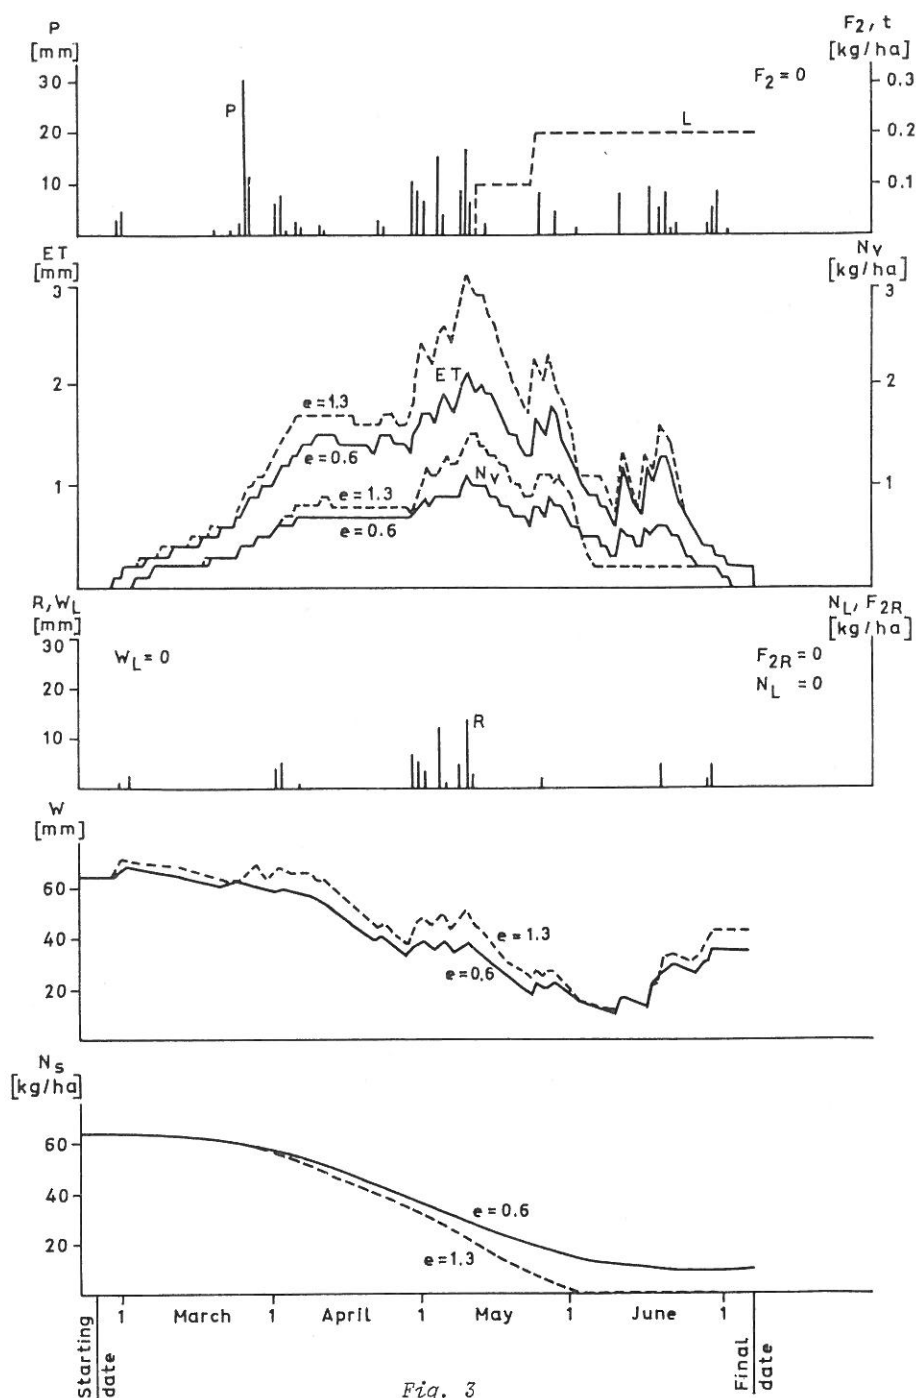 P
[mm]
F2, t
[kg/ha]
30
20
10
P
L
F2=0
0.3
0.2
0.1
ET
[mm]
Nv
[kg/ha]
3
2
1
ET
e=1.3
e=0.6
Nv
e=1.3
e=0.6
3
2
1
R, WL
[mm]
NL, F2R
[kg/ha]
30
20
10
WL=0
R
F2R=0
NL =0
W
[mm]
60
40
20
e=1.3
e=0.6
Ns
[kg/ha]
60
40
20
e=0.6
e=1.3
1 March 1 April 1 May 1 June 1
Starting
date
Final
date
Fig. 3